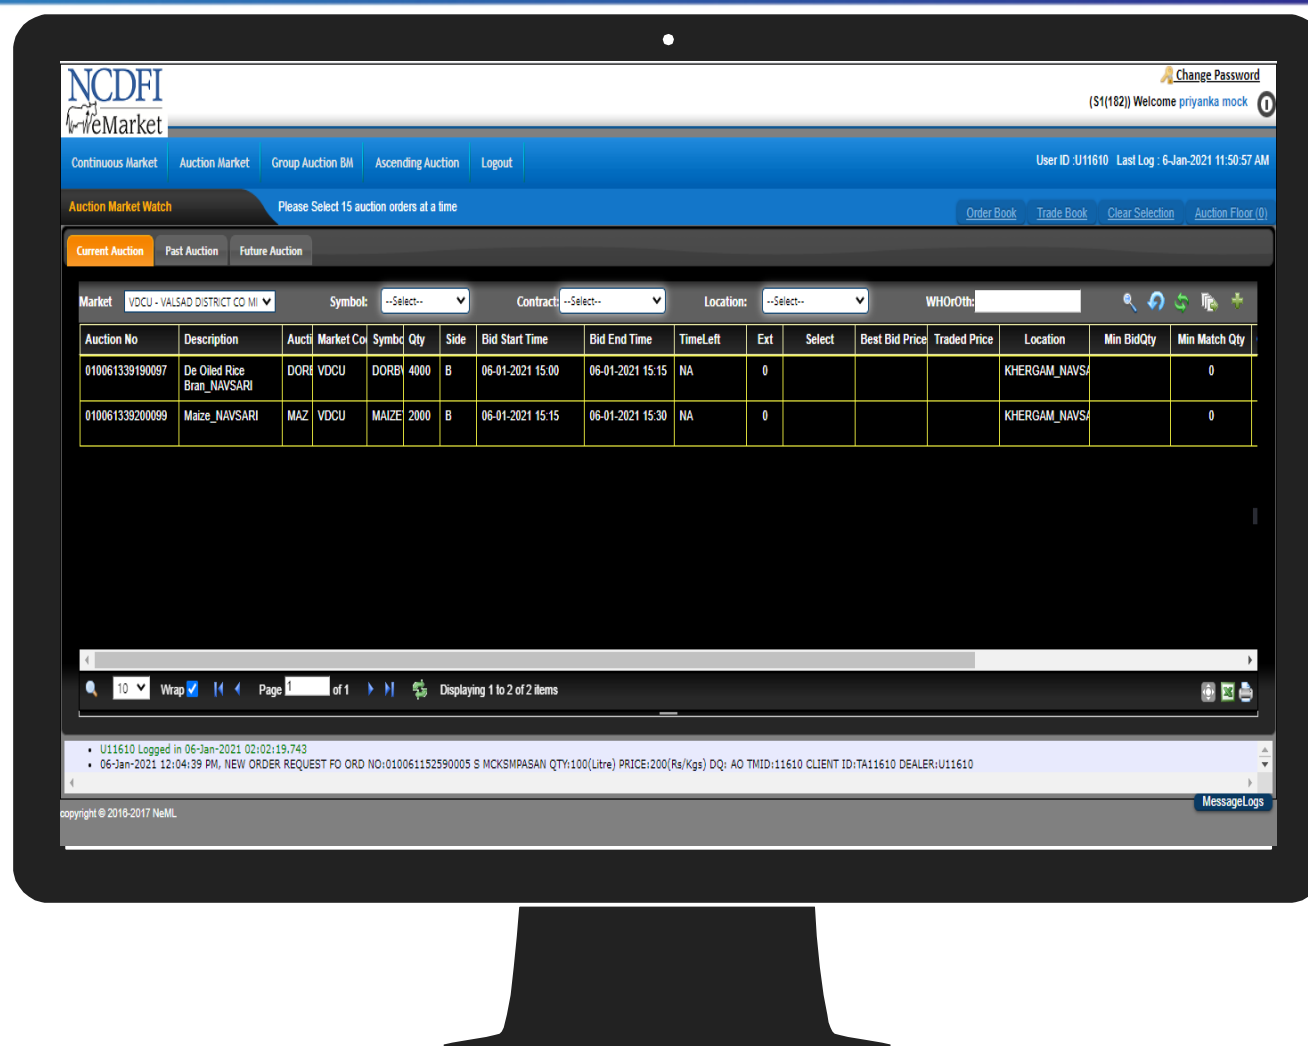 NCDFI
eMarket
Change Password
(S1(182)) Welcome priyanka mock
Continuous Market Auction Market Group Auction BM Ascending Auction Logout User ID :U11610 Last Log : 6-Jan-2021 11:50:57 AM
Auction Market Watch Please Select 15 auction orders at a time Order Book Trade Book Clear Selection Auction Floor (0)
Current Auction Past Auction Future Auction
Market VDCU - VALSAD DISTRICT CO MI Symbol: --Select-- Contract: --Select-- Location: --Select-- WHOrOth:
Auction No Description Aucti Market Co Symbo Qty Side Bid Start Time Bid End Time TimeLeft Ext Select Best Bid Price Traded Price Location Min BidQty Min Match Qty
010061339190097 De Oiled Rice DORE VDCU DORBV 4000 B 06-01-2021 15:00 06-01-2021 15:15 NA 0 KHERGAM_NAVSA 0
Bran_NAVSARI
010061339200099 Maize_NAVSARI MAZ VDCU MAIZE 2000 B 06-01-2021 15:15 06-01-2021 15:30 NA 0 KHERGAM_NAVSA 0
10 Wrap Page 1 of 1 Displaying 1 to 2 of 2 items
• U11610 Logged in 06-Jan-2021 02:02:19.743
• 06-Jan-2021 12:04:39 PM, NEW ORDER REQUEST FO ORD NO:010061152590005 S MCKSMPASAN QTY:100(Litre) PRICE:200(Rs/Kgs) DQ: AO TMID:11610 CLIENT ID:TA11610 DEALER:U11610
MessageLogs
copyright © 2016-2017 NeML